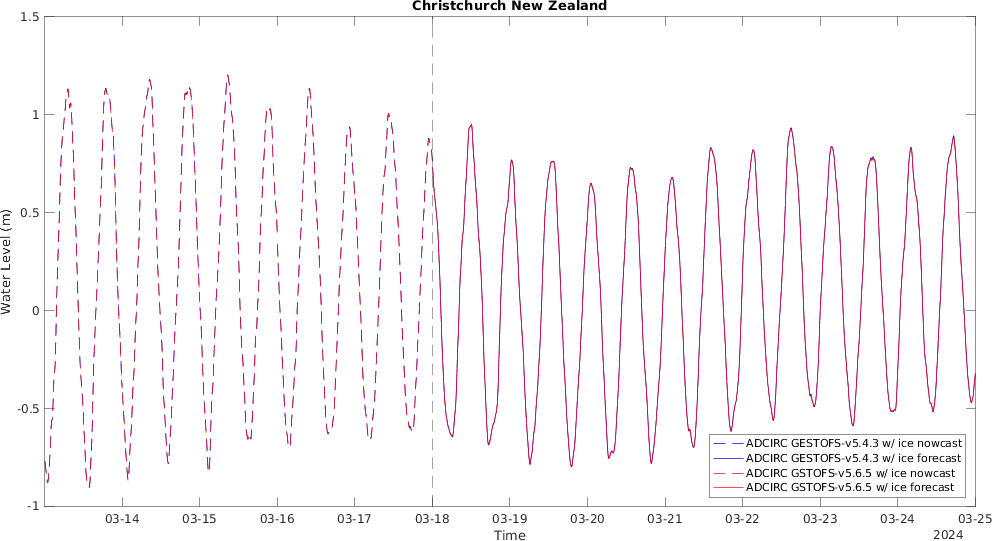 Christchurch New Zealand
1.5
1
0.5
0
-0.5
-1
Water Level (m)
ADCIRC GESTOFS-v5.4.3 w/ ice nowcast
ADCIRC GESTOFS-v5.4.3 w/ ice forecast
ADCIRC GSTOFS-v5.6.5 w/ ice nowcast
ADCIRC GSTOFS-v5.6.5 w/ ice forecast
03-14 03-15 03-16 03-17 03-18 03-19 03-20 03-21 03-22 03-23 03-24 03-25
Time
2024